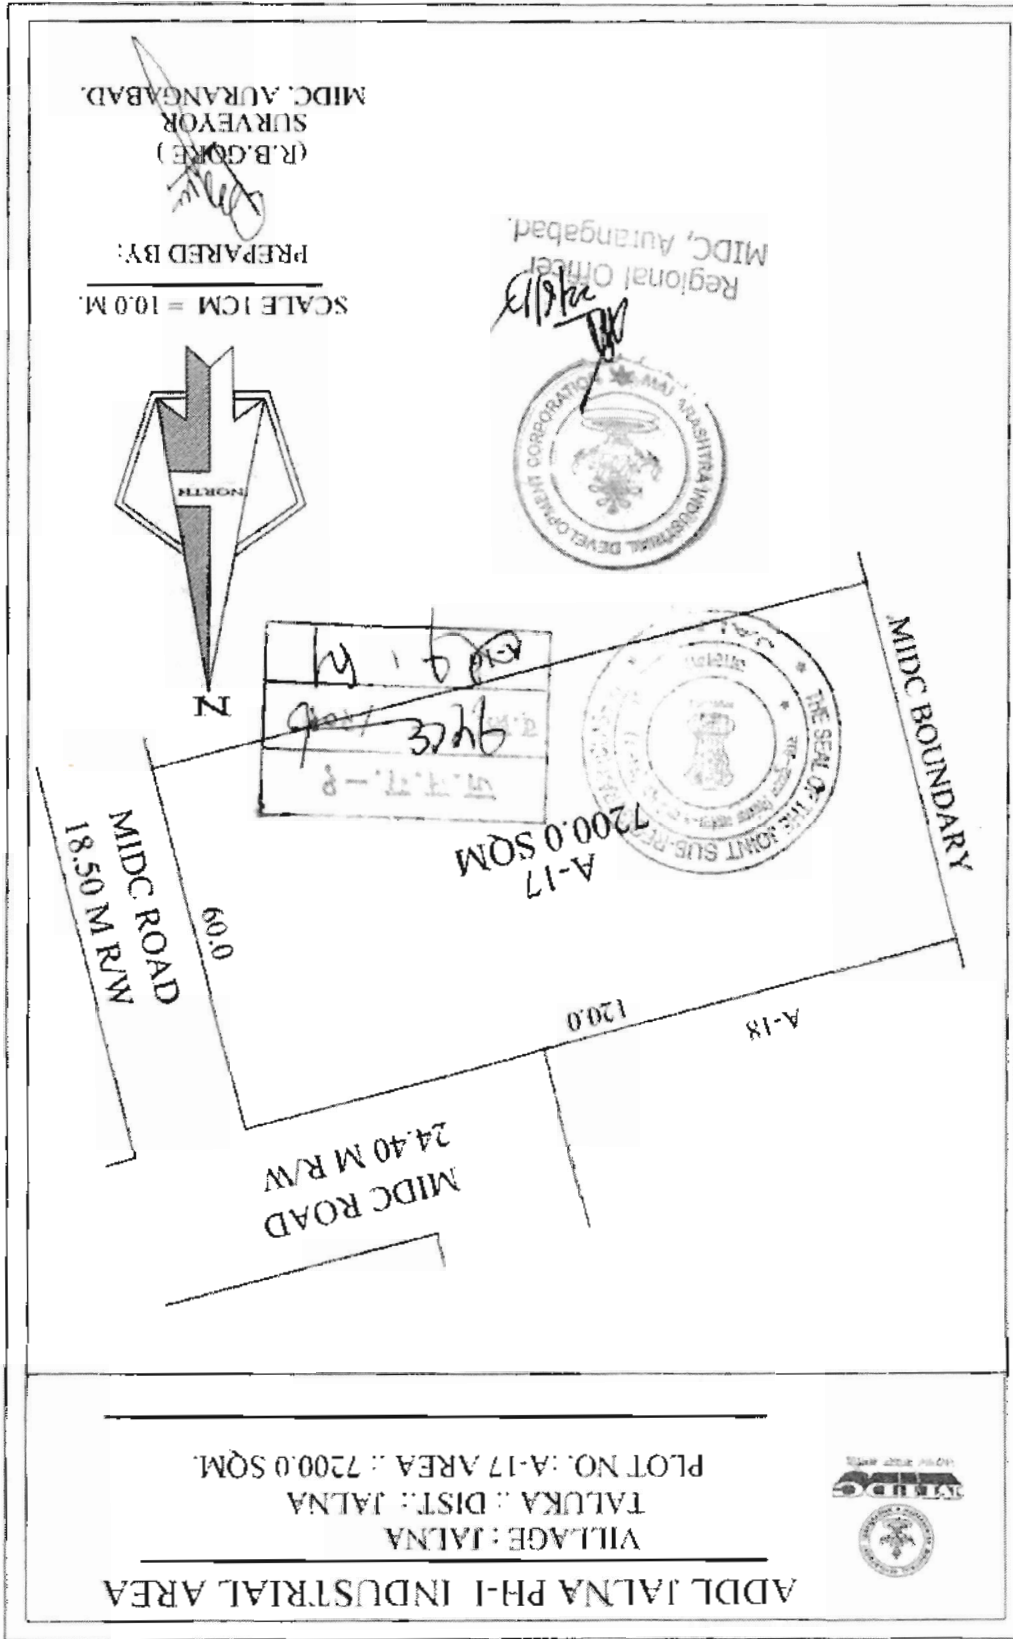 ADDL JALNA PH-I INDUSTRIAL AREA
VILLAGE : JALNA
TALUKA : DIST.: JALNA
PLOT NO. :A-17 AREA : 7200.0 SQM.
MIDC
MIDC ROAD
24.40 M R/W
A-18
120.0
60.0
MIDC ROAD
18.50 M R/W
MIDC BOUNDARY
A-17
7200.0 SQM
THE SEAL OF THE JOINT SUB-REGISTRAR
N
NORTH
MAHARASHTRA INDUSTRIAL DEVELOPMENT CORPORATION
Regional Officer
MIDC, Aurangabad.
SCALE 1CM = 10.0 M.
PREPARED BY:
(R.B.GORE )
SURVEYOR
MIDC. AURANGABAD.